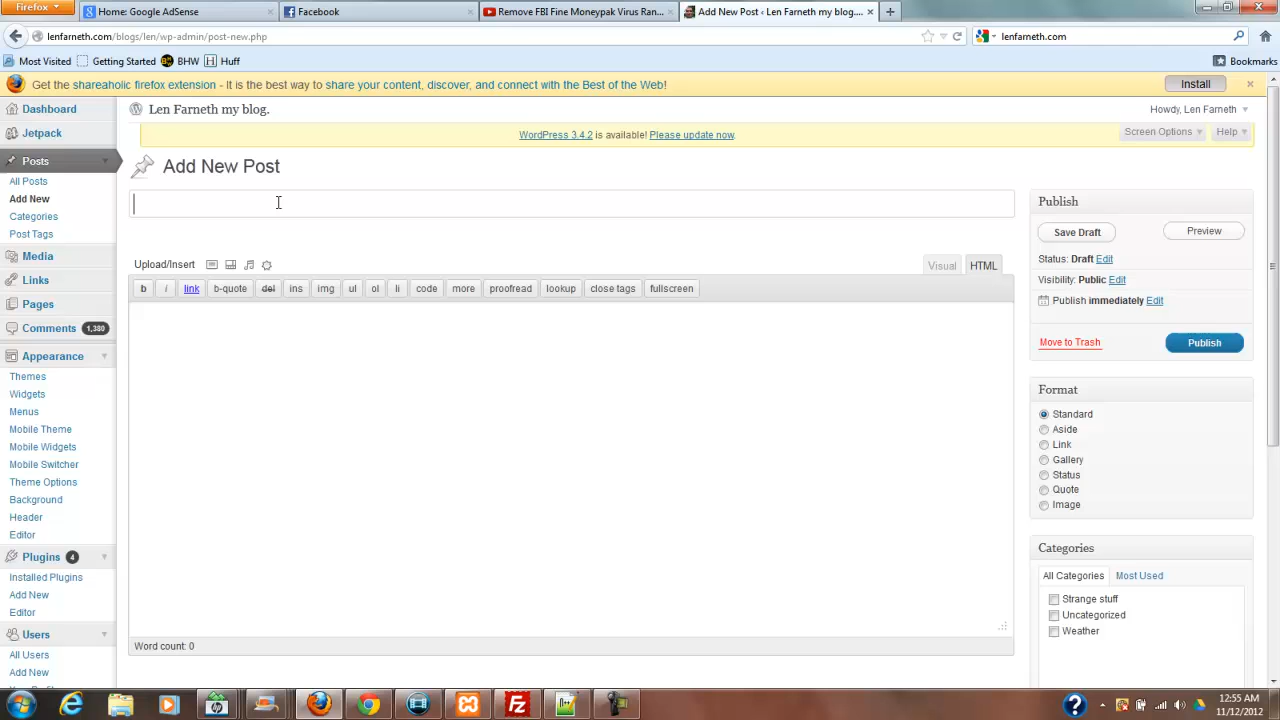 Firefox
Home: Google AdSense
Facebook
Remove FBI Fine Moneypak Virus Ran...
Add New Post ‹ Len Farneth my blog....
lenfarneth.com/blogs/len/wp-admin/post-new.php
lenfarneth.com
Most Visited
Getting Started
BHW
Huff
Bookmarks
Get the shareaholic firefox extension - It is the best way to share your content, discover, and connect with the Best of the Web!
Install
Dashboard
Len Farneth my blog.
Howdy, Len Farneth
Jetpack
WordPress 3.4.2 is available! Please update now.
Screen Options
Help
Posts
Add New Post
All Posts
Add New
Categories
Post Tags
Media
Links
Pages
Comments 1,380
Appearance
Themes
Widgets
Menus
Mobile Theme
Mobile Widgets
Mobile Switcher
Theme Options
Background
Header
Editor
Plugins 4
Installed Plugins
Add New
Editor
Users
All Users
Add New
Upload/Insert
Visual
HTML
b
i
link
b-quote
del
ins
img
ul
ol
li
code
more
proofread
lookup
close tags
fullscreen
Word count: 0
Publish
Save Draft
Preview
Status: Draft Edit
Visibility: Public Edit
Publish immediately Edit
Move to Trash
Publish
Format
Standard
Aside
Link
Gallery
Status
Quote
Image
Categories
All Categories
Most Used
Strange stuff
Uncategorized
Weather
12:55 AM
11/12/2012